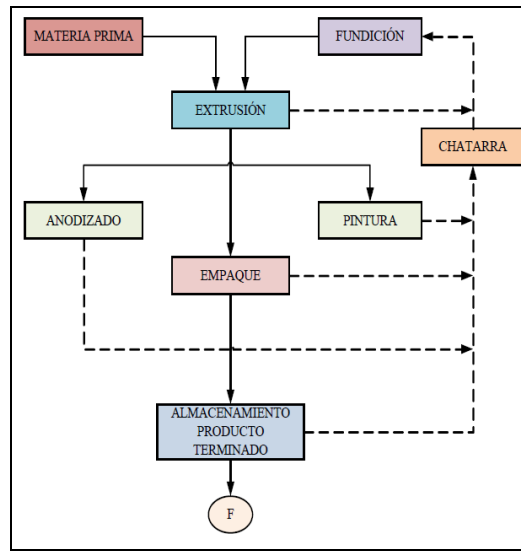 MATERIA PRIMA
FUNDICIÓN
EXTRUSIÓN
CHATARRA
ANODIZADO
PINTURA
EMPAQUE
ALMACENAMIENTO
PRODUCTO
TERMINADO
F